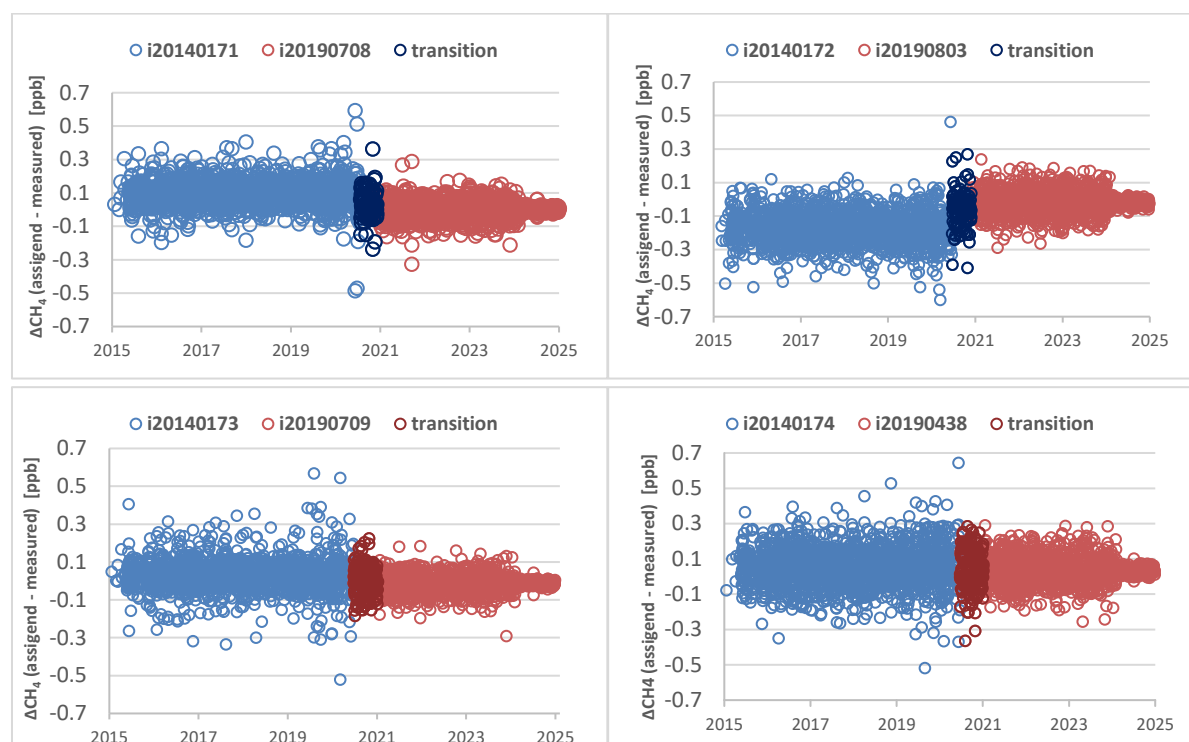 i20140171 i20190708 transition
ΔCH₄ (assigend - measured) [ppb]
0.7
0.5
0.3
0.1
-0.1
-0.3
-0.5
-0.7
2015 2017 2019 2021 2023 2025
i20140172 i20190803 transition
ΔCH₄ (assigend - measured) [ppb]
0.7
0.5
0.3
0.1
-0.1
-0.3
-0.5
-0.7
2015 2017 2019 2021 2023 2025
i20140173 i20190709 transition
ΔCH₄ (assigend - measured) [ppb]
0.7
0.5
0.3
0.1
-0.1
-0.3
-0.5
-0.7
2015 2017 2019 2021 2023 2025
i20140174 i20190438 transition
ΔCH4 (assigend - measured) [ppb]
0.7
0.5
0.3
0.1
-0.1
-0.3
-0.5
-0.7
2015 2017 2019 2021 2023 2025